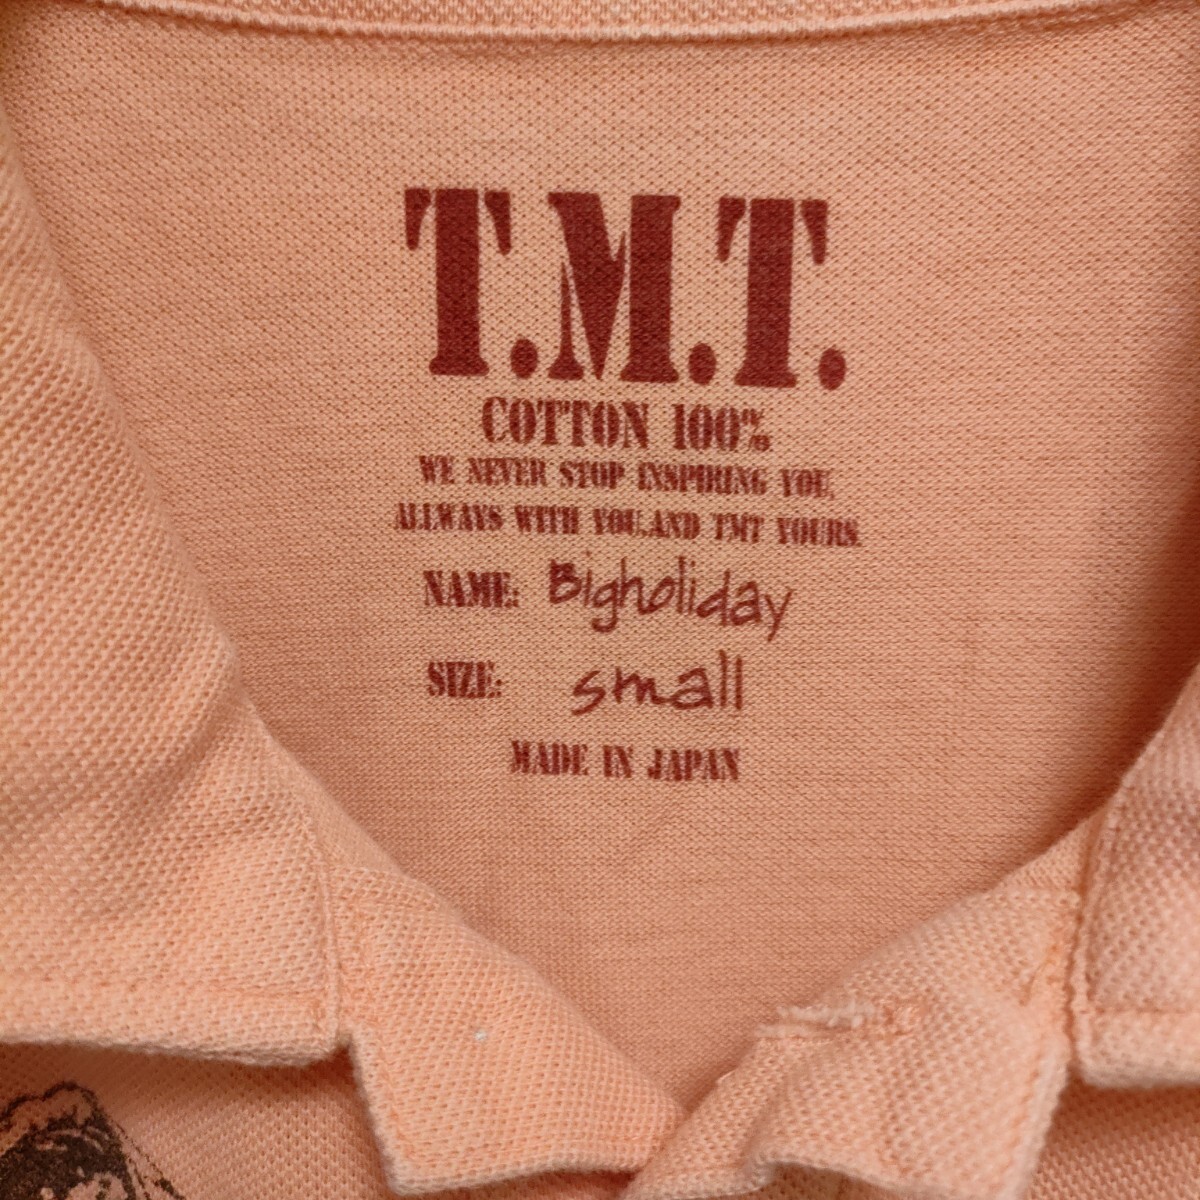 T.M.T.
COTTON 100%
WE NEVER STOP INSPIRING YOU.
ALLWAYS WITH YOU.AND TMT YOURS.
NAME: Bigholiday
SIZE: small
MADE IN JAPAN